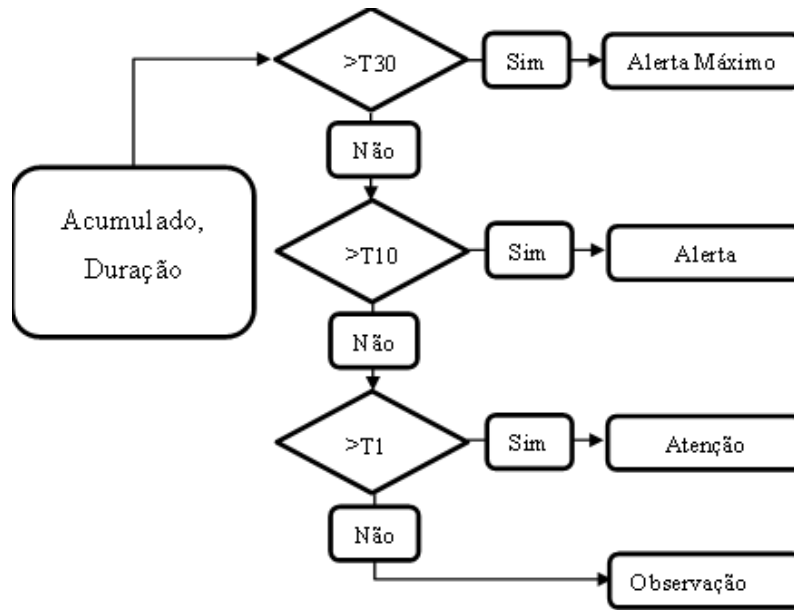 >T30
Sim
Alerta Máximo
Não
Acumulado,
Duração
>T10
Sim
Alerta
Não
>T1
Sim
Atenção
Não
Observação